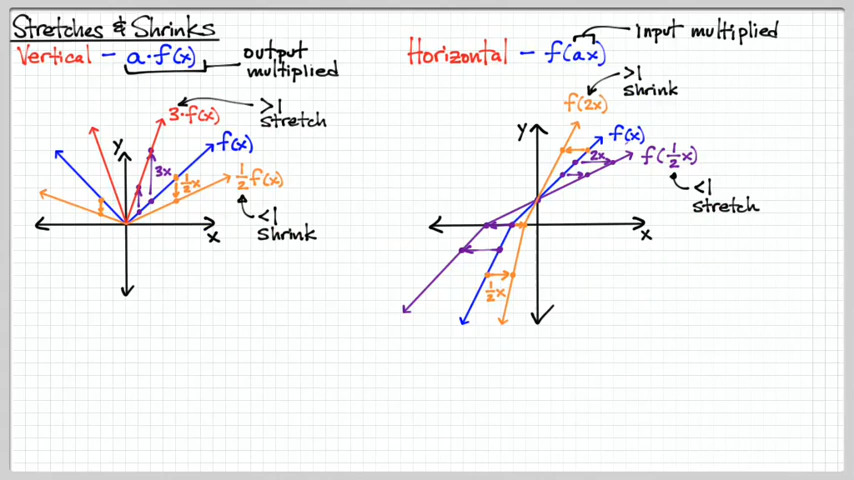 Stretches & Shrinks
Vertical - a·f(x)
output
multiplied
>1
stretch
3·f(x)
y
f(x)
3x
1/2x
1/2 f(x)
x
<1
shrink
Horizontal - f(ax)
input multiplied
>1
shrink
f(2x)
y
f(x)
2x
f(1/2x)
<1
stretch
x
1/2x